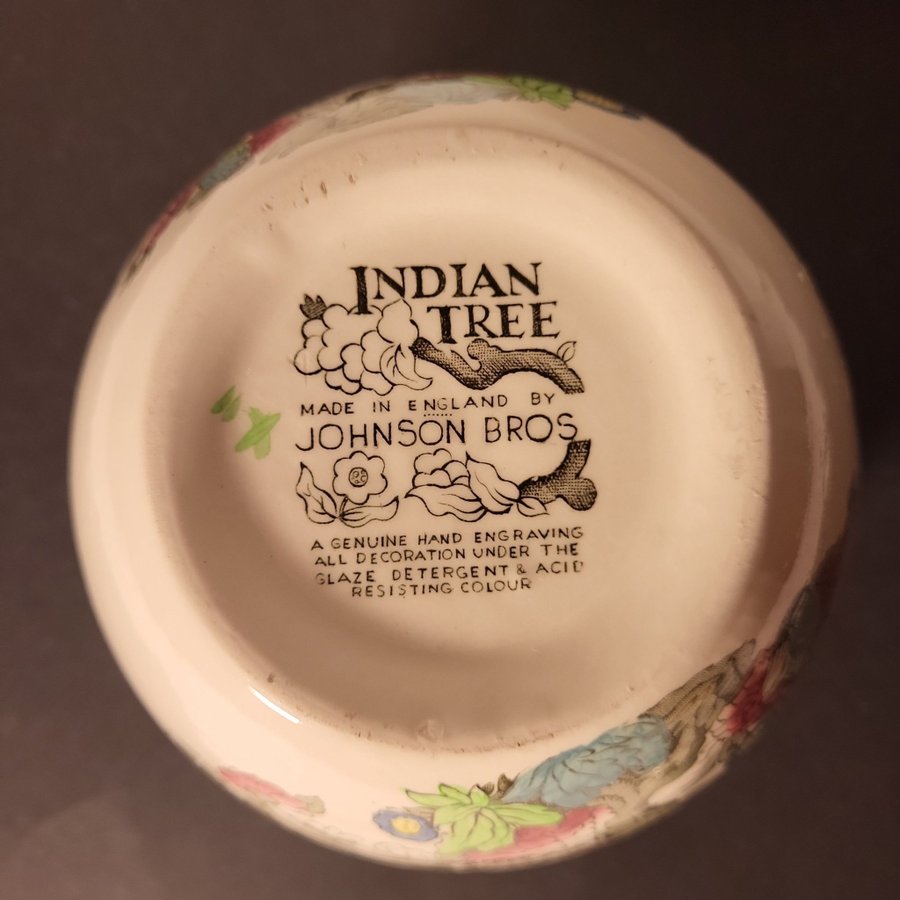 INDIAN
TREE
MADE IN ENGLAND BY
JOHNSON BROS
A GENUINE HAND ENGRAVING
ALL DECORATION UNDER THE
GLAZE DETERGENT & ACID
RESISTING COLOUR